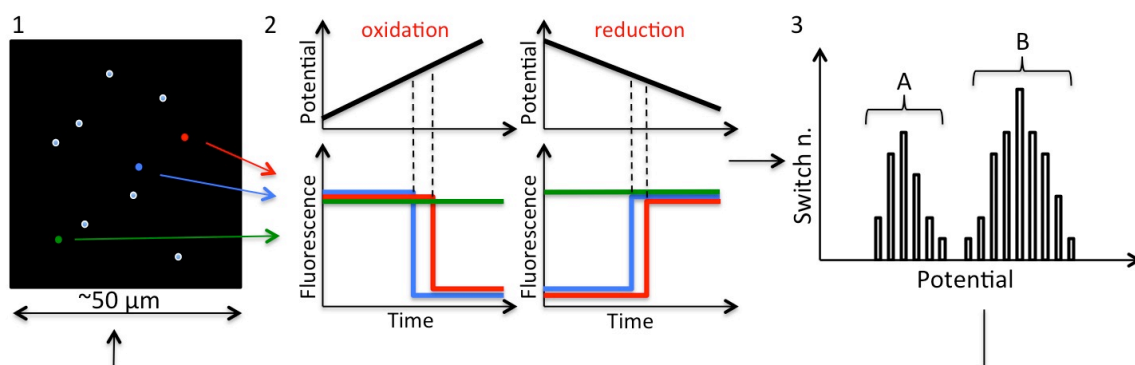 1
~50 µm
2
oxidation
reduction
Potential
Potential
Fluorescence
Fluorescence
Time
Time
3
A
B
Switch n.
Potential